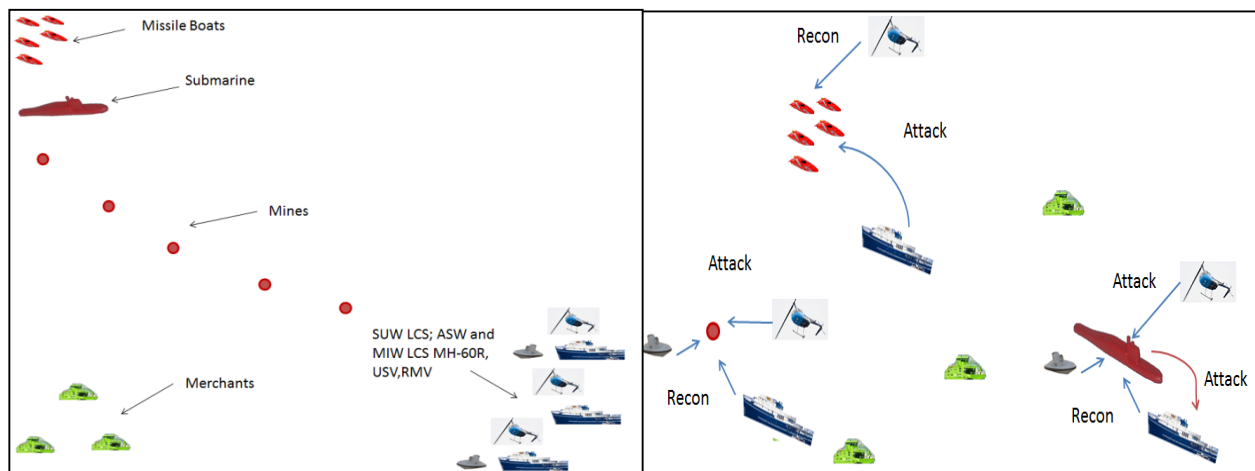 Missile Boats
Submarine
Mines
SUW LCS; ASW and
MIW LCS MH-60R,
USV,RMV
Merchants
Recon
Attack
Attack
Attack
Recon
Attack
Recon